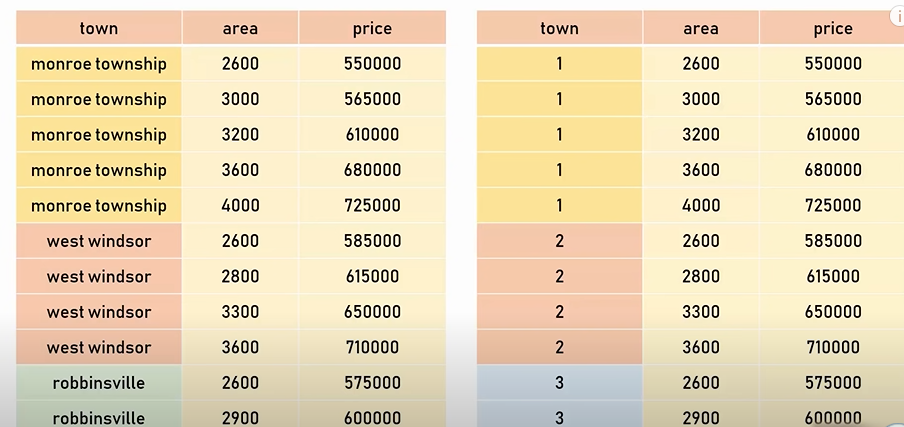 town area price town area price
monroe township 2600 550000 1 2600 550000
monroe township 3000 565000 1 3000 565000
monroe township 3200 610000 1 3200 610000
monroe township 3600 680000 1 3600 680000
monroe township 4000 725000 1 4000 725000
west windsor 2600 585000 2 2600 585000
west windsor 2800 615000 2 2800 615000
west windsor 3300 650000 2 3300 650000
west windsor 3600 710000 2 3600 710000
robbinsville 2600 575000 3 2600 575000
robbinsville 2900 600000 3 2900 600000